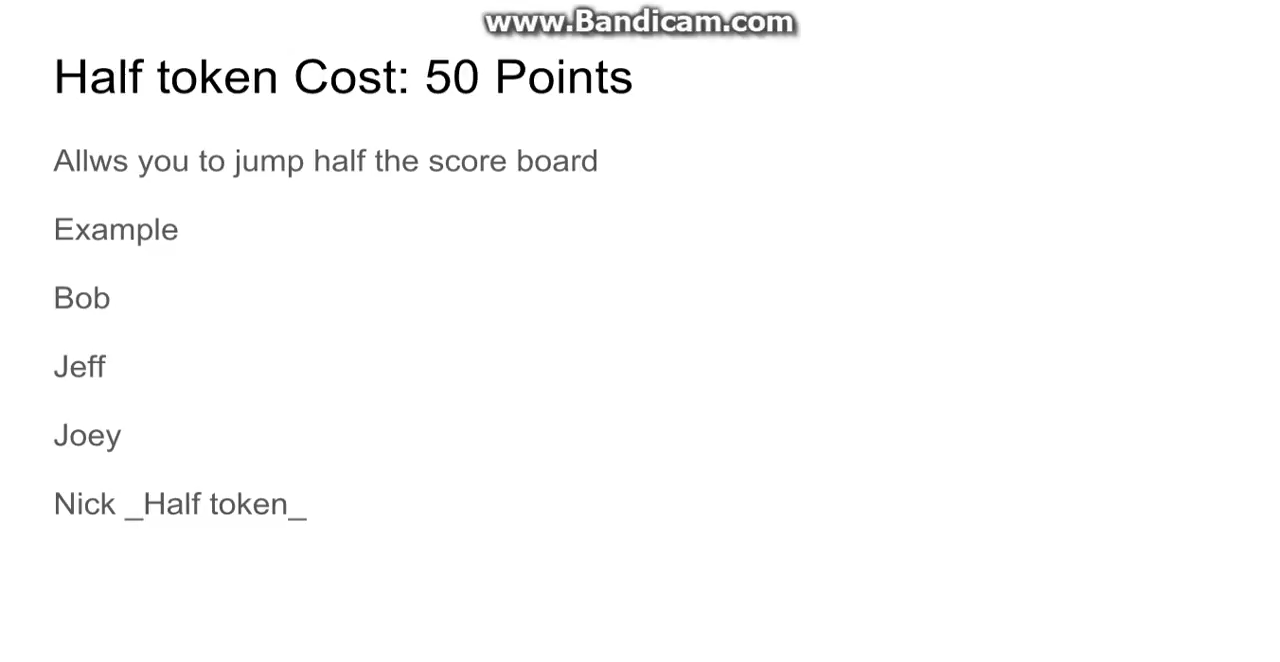 www.Bandicam.com
Half token Cost: 50 Points
Allws you to jump half the score board
Example
Bob
Jeff
Joey
Nick _Half token_